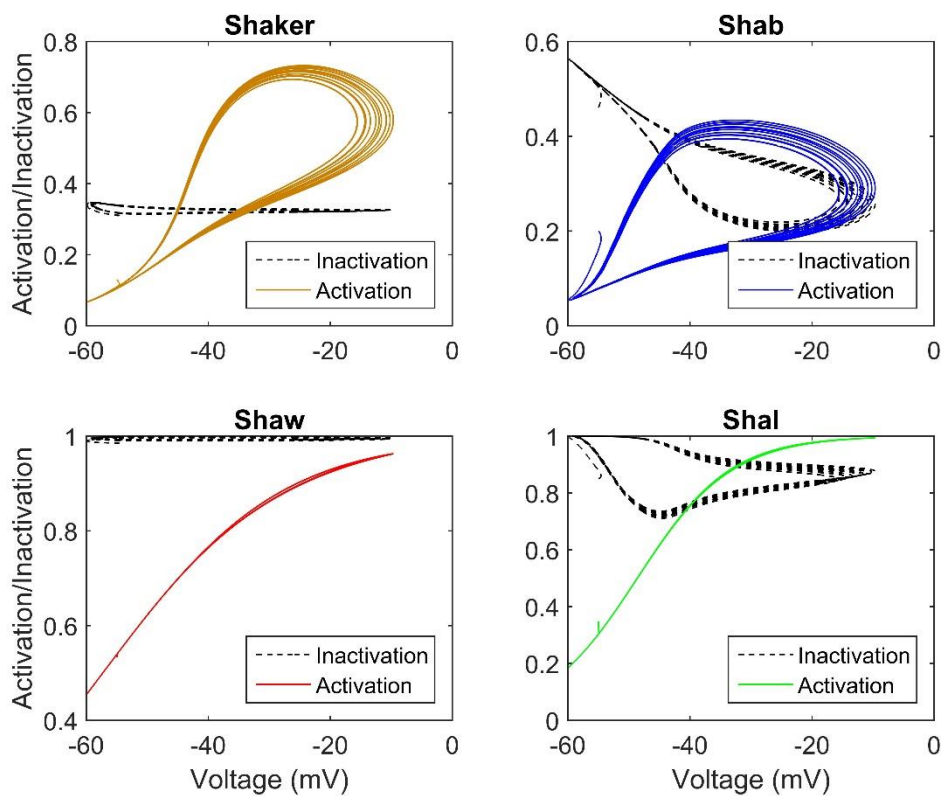 Shaker
Activation/Inactivation
0.8
0.6
0.4
0.2
0
-60
-40
-20
0
Inactivation
Activation
Shab
0.6
0.4
0.2
0
-60
-40
-20
0
Inactivation
Activation
Shaw
Activation/Inactivation
1
0.8
0.6
0.4
-60
-40
-20
0
Inactivation
Activation
Voltage (mV)
Shal
1
0.8
0.6
0.4
0.2
0
-60
-40
-20
0
Inactivation
Activation
Voltage (mV)